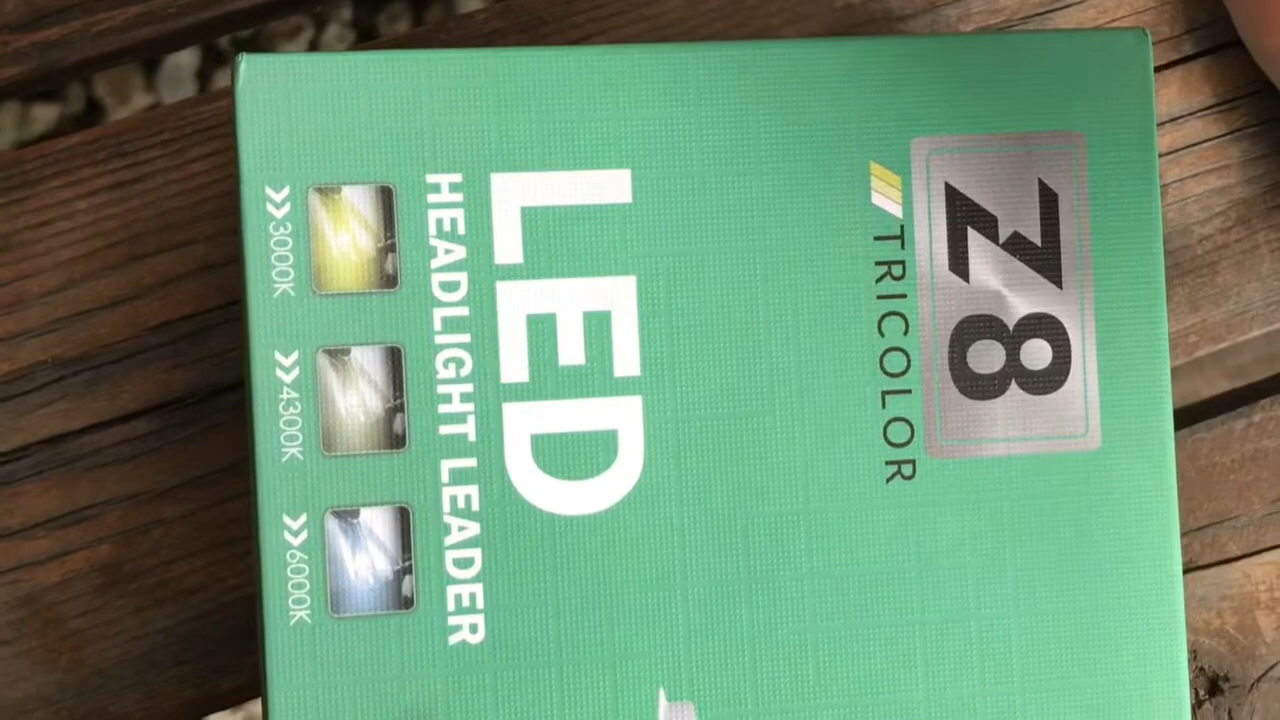 Z8
TRICOLOR
LED
HEADLIGHT LEADER
3000K
4300K
6000K